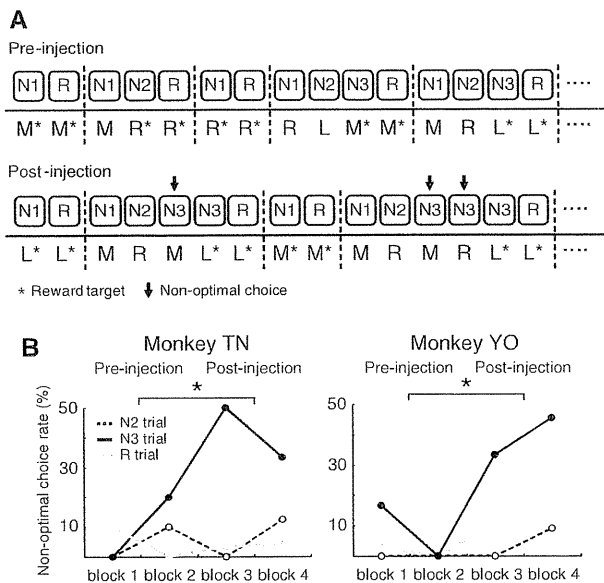 A
Pre-injection
N1 R N1 N2 R N1 R N1 N2 N3 R N1 N2 N3 R ....
M* M* M R* R* R* R* R L M* M* M R L* L* ....
Post-injection
N1 R N1 N2 N3 N3 R N1 R N1 N2 N3 N3 N3 R ....
L* L* M R M L* L* M* M* M R M R L* L* ....
* Reward target Non-optimal choice
B Monkey TN Monkey YO
Pre-injection Post-injection Pre-injection Post-injection
* *
Non-optimal choice rate (%)
50 50
30 30
10 10
N2 trial
N3 trial
R trial
block 1 block 2 block 3 block 4 block 1 block 2 block 3 block 4